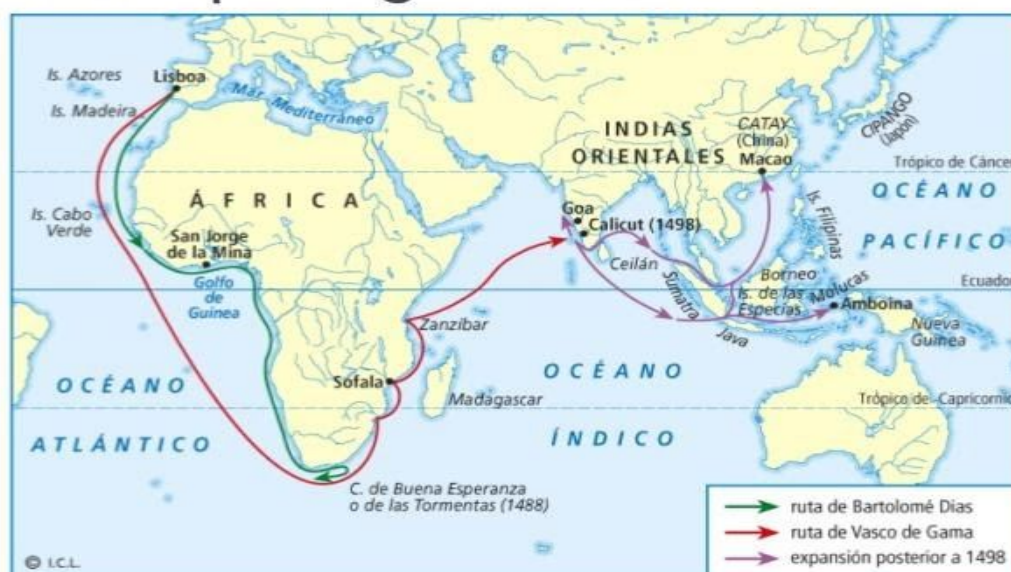 Is. Azores
Lisboa
Is. Madeira
Mar Mediterráneo
INDIAS
ORIENTALES
CATAY
(China)
Macao
CIPANGO
(Japón)
Trópico de Cáncer
OCÉANO
PACÍFICO
ÁFRICA
Is. Cabo
Verde
San Jorge
de la Mina
Golfo
de
Guinea
Goa
Calicut (1498)
Ceilán
Is. Filipinas
Ecuador
Sumatra
Borneo
Is. de las
Especias
Molucas
Amboina
Java
Nueva
Guinea
Zanzíbar
Sofala
Madagascar
OCÉANO
ATLÁNTICO
OCÉANO
ÍNDICO
Trópico de Capricornio
C. de Buena Esperanza
o de las Tormentas (1488)
ruta de Bartolomé Dias
ruta de Vasco de Gama
expansión posterior a 1498
© I.C.L.